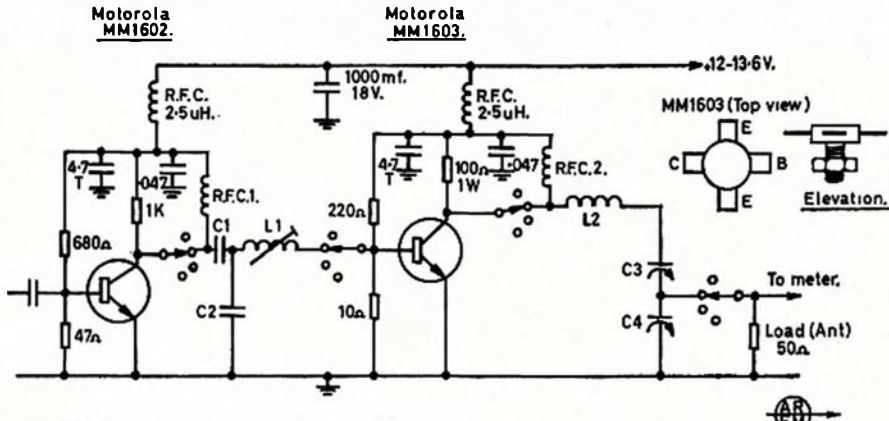 Motorola
MM1602.
Motorola
MM1603.
R.F.C.
2·5uH.
1000mf.
18V.
R.F.C.
2·5uH.
.12-13·6V.
MM1603 (Top view)
E
C
B
E
Elevation.
4·7
T
·047
1K
R.F.C.1.
680Ω
47Ω
C1
L1
C2
4·7
T
100Ω
1W
·047
R.F.C.2.
220Ω
10Ω
L2
C3
C4
To meter.
Load (Ant)
50Ω
AR